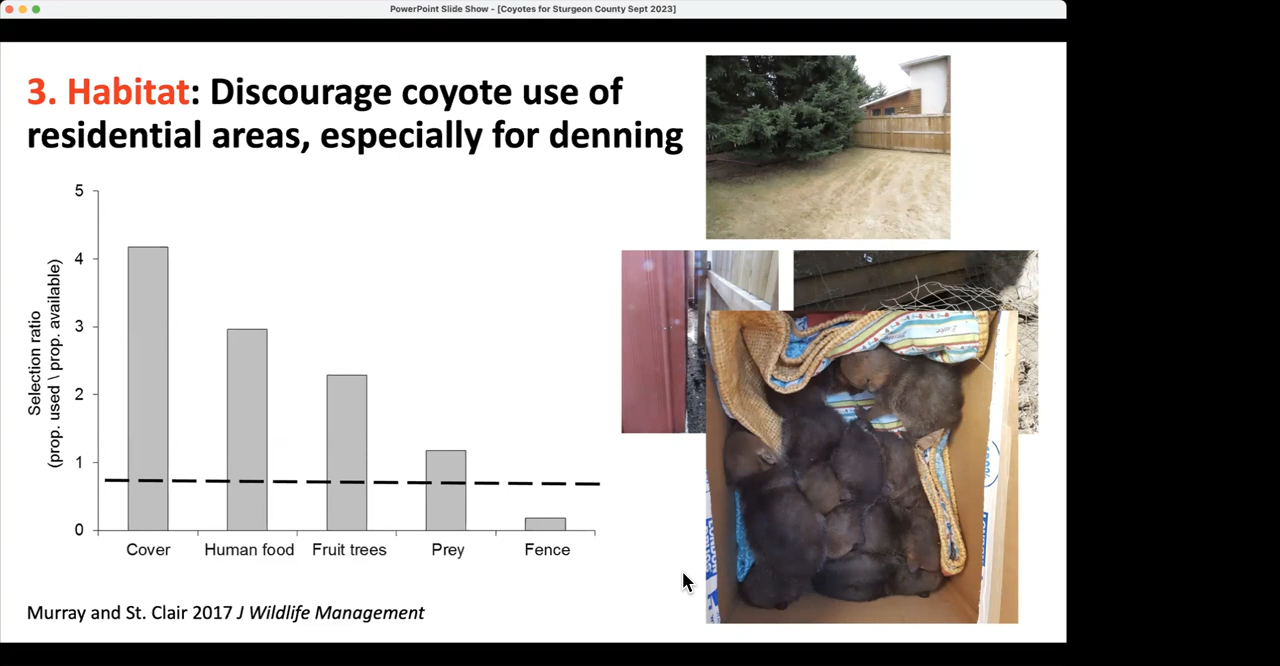 PowerPoint Slide Show - [Coyotes for Sturgeon County Sept 2023]
3. Habitat: Discourage coyote use of
residential areas, especially for denning
5
4
3
2
1
0
Selection ratio
(prop. used \ prop. available)
Cover
Human food
Fruit trees
Prey
Fence
Murray and St. Clair 2017 J Wildlife Management